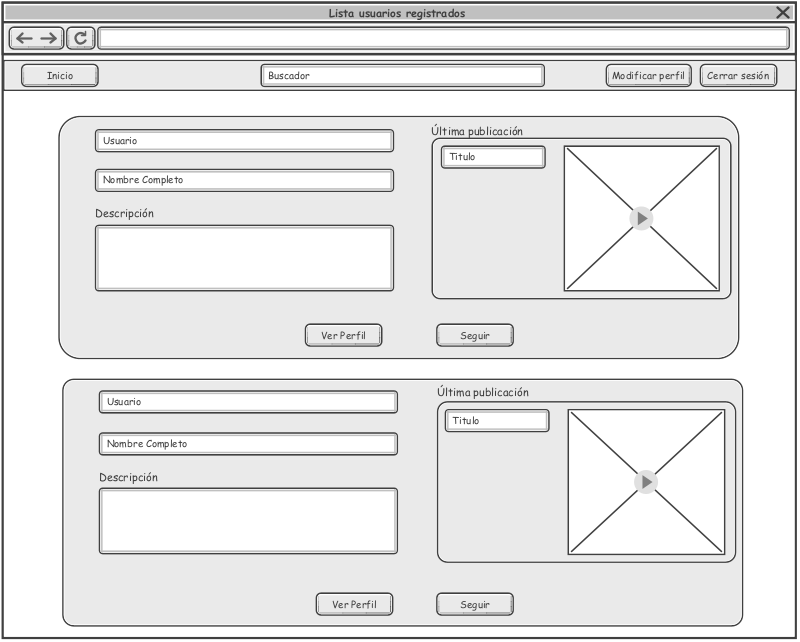 Lista usuarios registrados
Inicio
Buscador
Modificar perfil
Cerrar sesión
Usuario
Nombre Completo
Descripción
Última publicación
Titulo
Ver Perfil
Seguir
Usuario
Nombre Completo
Descripción
Última publicación
Titulo
Ver Perfil
Seguir